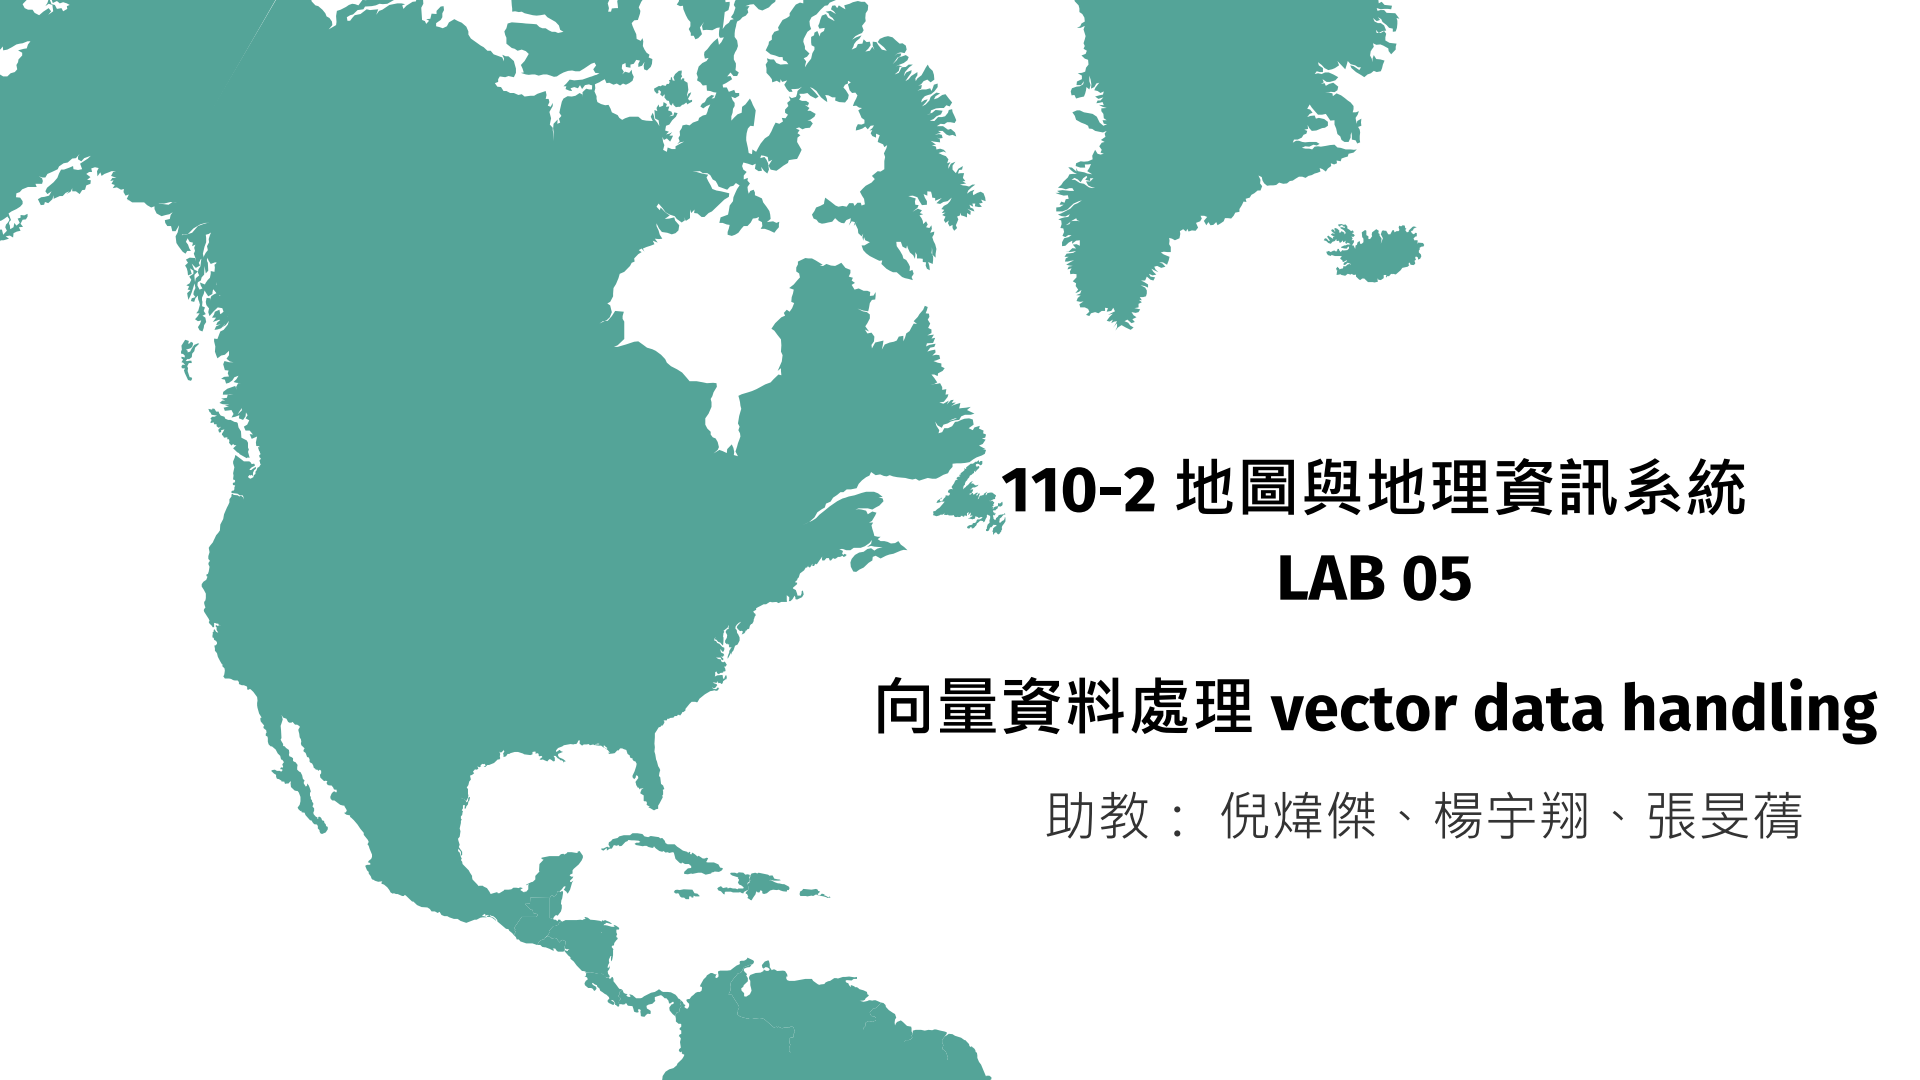 110-2 地圖與地理資訊系統
LAB 05
向量資料處理 vector data handling
助教： 倪煒傑、楊宇翔、張旻蒨